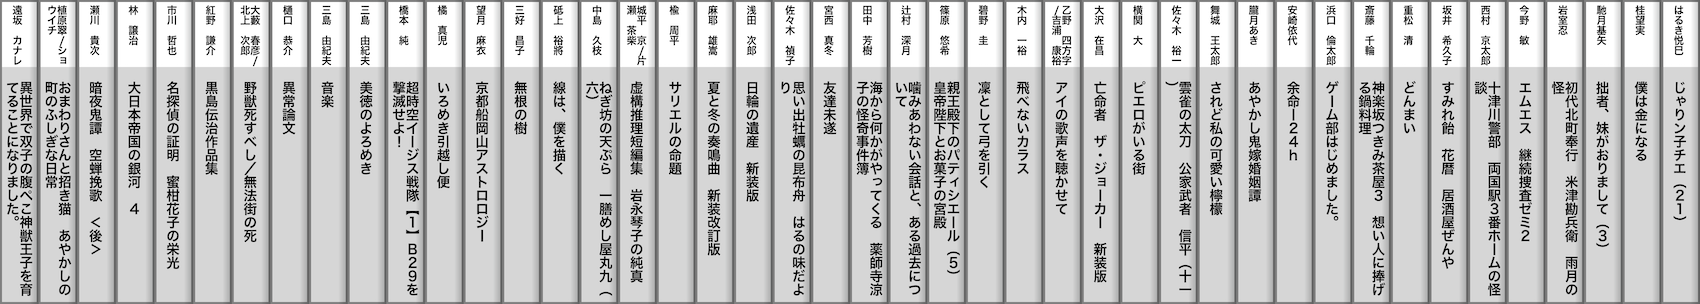 はるき悦巳
じゃりン子チエ（２１）
桂望実
僕は金になる
馳月基矢
拙者、妹がおりまして（３）
岩室忍
初代北町奉行　米津勘兵衛　雨月の
怪
今野　敏
エムエス　継続捜査ゼミ２
西村　京太郎
十津川警部　両国駅３番ホームの怪
談
坂井　希久子
すみれ飴　花暦　居酒屋ぜんや
重松　清
どんまい
斎藤　千輪
神楽坂つきみ茶屋３　想い人に捧げ
る鍋料理
浜口　倫太郎
ゲーム部はじめました。
安崎依代
余命一２４ｈ
朧月あき
あやかし鬼嫁婚姻譚
舞城　王太郎
されど私の可愛い檸檬
佐々木　裕一
雲雀の太刀　公家武者　信平（十一
）
横関　大
ピエロがいる街
大沢　在昌
亡命者　ザ・ジョーカー　新装版
乙野　四方字
/吉浦　康裕
アイの歌声を聴かせて
木内　一裕
飛べないカラス
碧野　圭
凜として弓を引く
篠原　悠希
親王殿下のパティシエール（５）
皇帝陛下とお菓子の宮殿
辻村　深月
噛みあわない会話と、ある過去につ
いて
田中　芳樹
海から何かがやってくる　薬師寺涼
子の怪奇事件簿
宮西　真冬
友達未遂
佐々木　禎子
思い出牡蠣の昆布舟　はるの味だよ
り
浅田　次郎
日輪の遺産　新装版
麻耶　雄嵩
夏と冬の奏鳴曲　新装改訂版
楡　周平
サリエルの命題
城平　京/片
瀬　茶柴
虚構推理短編集　岩永琴子の純真
中島　久枝
ねぎ坊の天ぷら　一膳めし屋丸九（
六）
砥上　裕將
線は、僕を描く
三好　昌子
無根の樹
望月　麻衣
京都船岡山アストロロジー
橘　真児
いろめき引越し便
橋本　純
超時空イージス戦隊【１】Ｂ２９を
撃滅せよ！
三島　由紀夫
美徳のよろめき
三島　由紀夫
音楽
樋口　恭介
異常論文
大藪　春彦/
北上　次郎
野獣死すべし／無法街の死
紅野　謙介
黒島伝治作品集
市川　哲也
名探偵の証明　蜜柑花子の栄光
林　譲治
大日本帝国の銀河　４
瀬川　貴次
暗夜鬼譚　空蝉挽歌　＜後＞
植原翠/ショ
ウイチ
おまわりさんと招き猫　あやかしの
町のふしぎな日常
遠坂　カナレ
異世界で双子の腹ぺこ神獣王子を育
てることになりました。